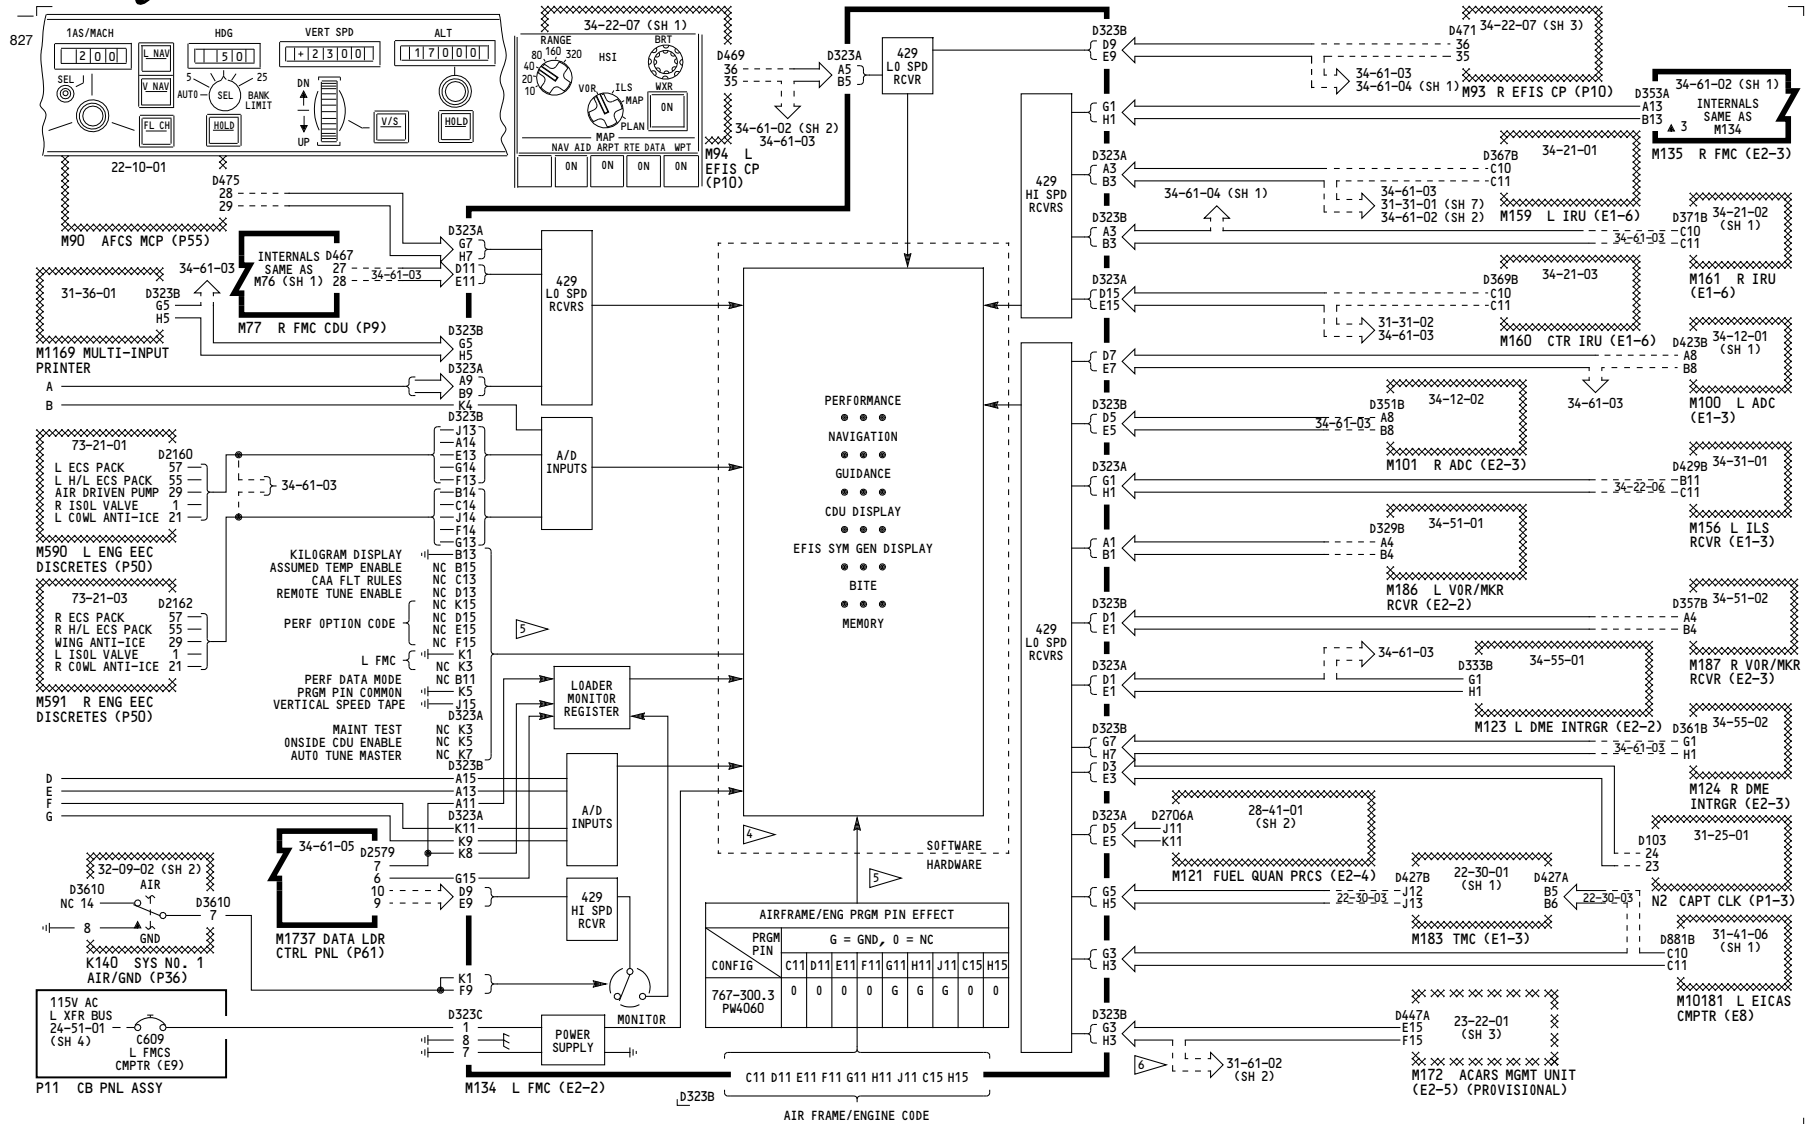 827
1AS/MACH
200
SEL
L NAV
V NAV
FL CH
HDG
50
5
25
AUTO
SEL
BANK
LIMIT
HOLD
VERT SPD
+2300
DN
UP
V/S
ALT
17000
HOLD
22-10-01
D475
28
29
M90 AFCS MCP (P55)
34-22-07 (SH 1)
RANGE
80 160 320
40
20
10
HSI
BRT
VOR
ILS
MAP
PLAN
WXR
ON
MAP
NAV AID ARPT RTE DATA WPT
ON
ON
ON
ON
D469
36
35
34-61-02 (SH 2)
34-61-03
M94 L
EFIS CP
(P10)
D323A
A5
B5
429
LO SPD
RCVR
34-61-03
INTERNALS
SAME AS
M76 (SH 1)
D467
27
28
34-61-03
M77 R FMC CDU (P9)
31-36-01
D323B
G5
H5
M1169 MULTI-INPUT
PRINTER
A
B
D323A
G7
H7
D11
E11
D323B
G5
H5
D323A
A9
B9
K4
D323B
J13
A14
E13
G14
F13
B14
C14
J14
F14
G13
429
LO SPD
RCVRS
A/D
INPUTS
73-21-01
D2160
L ECS PACK 57
L H/L ECS PACK 55
AIR DRIVEN PUMP 29
R ISOL VALVE 1
L COWL ANTI-ICE 21
M590 L ENG EEC
DISCRETES (P50)
34-61-03
73-21-03
D2162
R ECS PACK 57
R H/L ECS PACK 55
WING ANTI-ICE 29
L ISOL VALVE 1
R COWL ANTI-ICE 21
M591 R ENG EEC
DISCRETES (P50)
KILOGRAM DISPLAY B13
ASSUMED TEMP ENABLE NC B15
CAA FLT RULES NC C13
REMOTE TUNE ENABLE NC D13
NC K15
PERF OPTION CODE NC D15
NC E15
NC F15
L FMC K1
NC K3
PERF DATA MODE NC B11
PRGM PIN COMMON K5
VERTICAL SPEED TAPE J15
D323A
MAINT TEST NC K3
ONSIDE CDU ENABLE NC K5
AUTO TUNE MASTER NC K7
5
LOADER
MONITOR
REGISTER
D
E
F
G
D323B
A15
A13
A11
D323A
K11
K9
K8
G15
D9
E9
A/D
INPUTS
429
HI SPD
RCVR
34-61-05
D2579
7
6
10
9
M1737 DATA LDR
CTRL PNL (P61)
32-09-02 (SH 2)
AIR
D3610
NC 14
8
GND
D3610
7
K140 SYS NO. 1
AIR/GND (P36)
K1
F9
MONITOR
115V AC
L XFR BUS
24-51-01
(SH 4)
C609
L FMCS
CMPTR (E9)
P11 CB PNL ASSY
D323C
1
8
7
POWER
SUPPLY
M134 L FMC (E2-2)
PERFORMANCE
NAVIGATION
GUIDANCE
CDU DISPLAY
EFIS SYM GEN DISPLAY
BITE
MEMORY
4
SOFTWARE
HARDWARE
5
AIRFRAME/ENG PRGM PIN EFFECT
PRGM
PIN
CONFIG
G = GND, 0 = NC
C11 D11 E11 F11 G11 H11 J11 C15 H15
767-300.3
PW4060
0 0 0 0 G G G 0 0
C11 D11 E11 F11 G11 H11 J11 C15 H15
D323B
AIR FRAME/ENGINE CODE
429
HI SPD
RCVRS
429
LO SPD
RCVRS
D323B
D9
E9
G1
H1
D323A
A3
B3
D323B
A3
B3
D323A
D15
E15
D7
E7
D323B
D5
E5
D323A
G1
H1
A1
B1
D323B
D1
E1
D323A
D1
E1
D323B
G7
H7
D3
E3
D323A
D5
E5
G5
H5
G3
H3
D323B
G3
H3
34-22-07 (SH 3)
D471
36
35
34-61-03
34-61-04 (SH 1)
M93 R EFIS CP (P10)
34-61-02 (SH 1)
D353A
A13
B13
INTERNALS
SAME AS
M134
3
M135 R FMC (E2-3)
34-21-01
D367B
C10
C11
34-61-03
31-31-01 (SH 7)
34-61-02 (SH 2)
M159 L IRU (E1-6)
34-61-04 (SH 1)
34-21-02
(SH 1)
D371B
C10
C11
34-61-03
M161 R IRU
(E1-6)
34-21-03
D369B
C10
C11
31-31-02
34-61-03
M160 CTR IRU (E1-6)
34-12-01
(SH 1)
D423B
A8
B8
34-61-03
M100 L ADC
(E1-3)
34-12-02
D351B
A8
B8
34-61-03
M101 R ADC (E2-3)
34-31-01
D429B
B11
C11
34-22-06
M156 L ILS
RCVR (E1-3)
34-51-01
D329B
A4
B4
M186 L VOR/MKR
RCVR (E2-2)
34-51-02
D357B
A4
B4
M187 R VOR/MKR
RCVR (E2-3)
34-61-03
34-55-01
D333B
G1
H1
M123 L DME INTRGR (E2-2)
34-55-02
D361B
G1
H1
34-61-03
M124 R DME
INTRGR (E2-3)
28-41-01
(SH 2)
D2706A
J11
K11
M121 FUEL QUAN PRCS (E2-4)
31-25-01
D103
24
23
N2 CAPT CLK (P1-3)
22-30-01
(SH 1)
D427B
J12
J13
22-30-03
D427A
B5
B6
22-30-03
M183 TMC (E1-3)
31-41-06
(SH 1)
D881B
C10
C11
M10181 L EICAS
CMPTR (E8)
23-22-01
(SH 3)
D447A
E15
F15
6
31-61-02
(SH 2)
M172 ACARS MGMT UNIT
(E2-5) (PROVISIONAL)